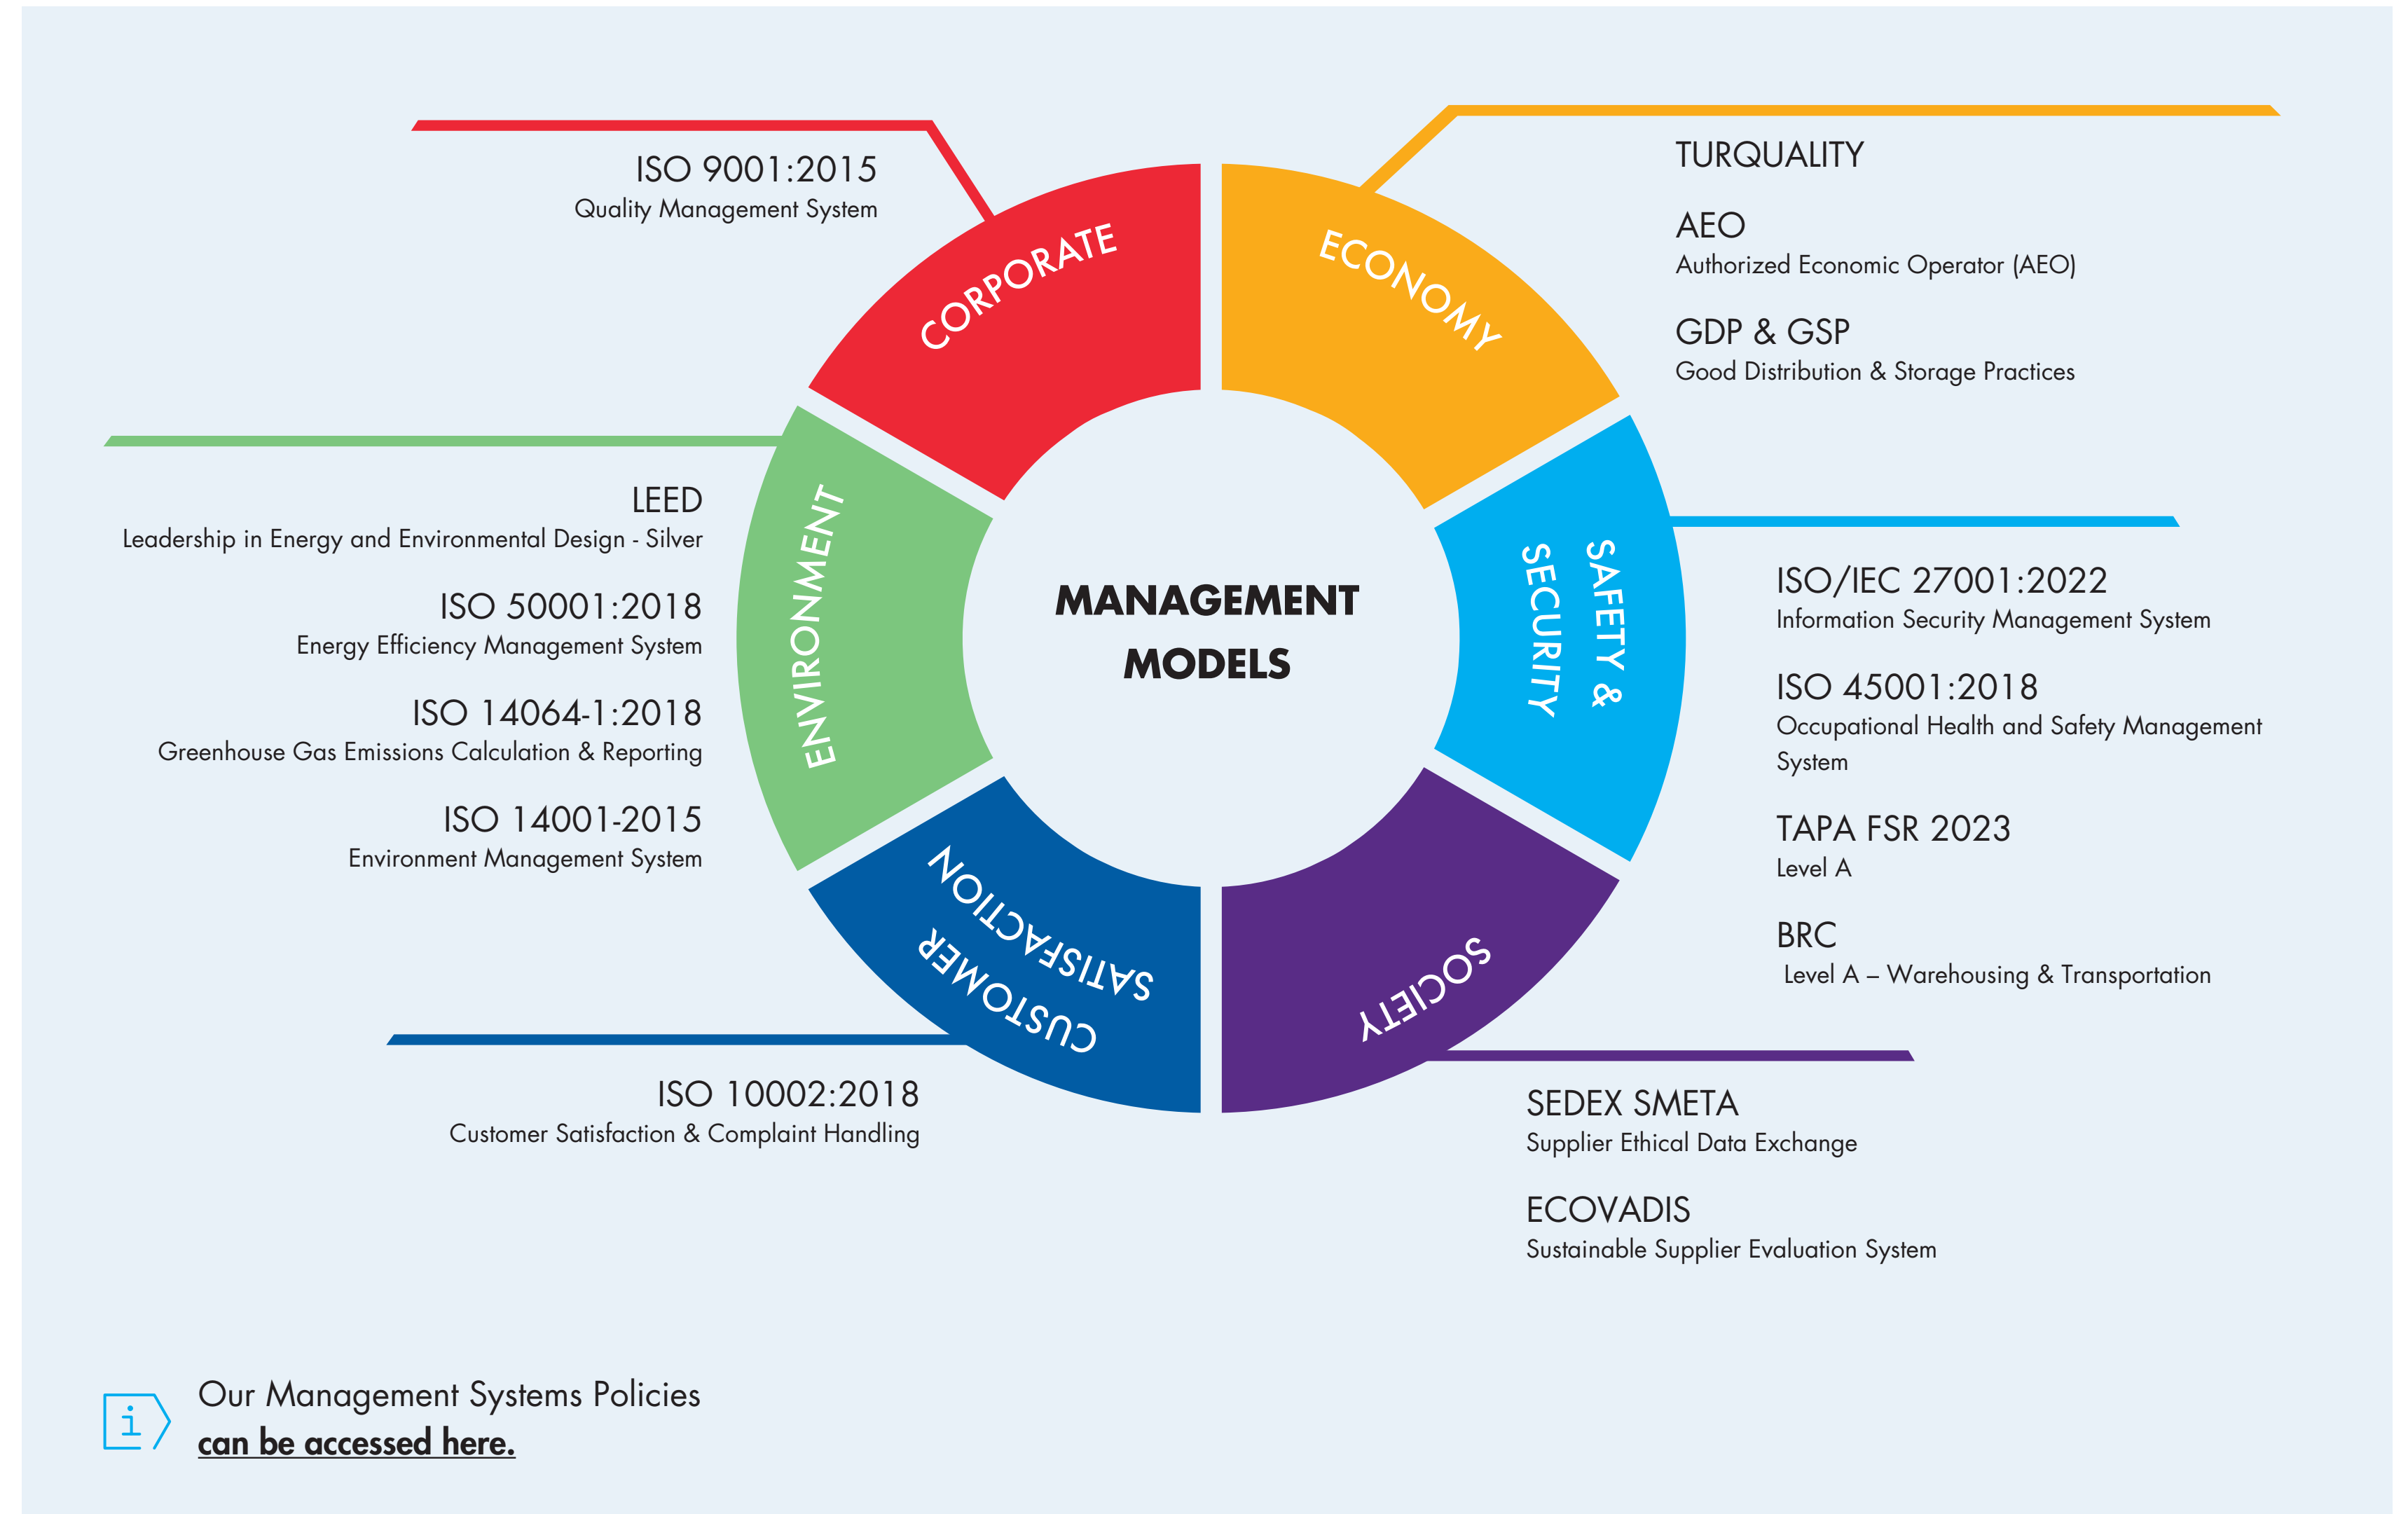 ISO 9001:2015
Quality Management System
CORPORATE
ECONOMY
TURQUALITY
AEO
Authorized Economic Operator (AEO)
GDP & GSP
Good Distribution & Storage Practices
LEED
Leadership in Energy and Environmental Design - Silver
ISO 50001:2018
Energy Efficiency Management System
ISO 14064-1:2018
Greenhouse Gas Emissions Calculation & Reporting
ISO 14001-2015
Environment Management System
ENVIRONMENT
MANAGEMENT
MODELS
SAFETY &
SECURITY
ISO/IEC 27001:2022
Information Security Management System
ISO 45001:2018
Occupational Health and Safety Management
System
TAPA FSR 2023
Level A
BRC
Level A – Warehousing & Transportation
CUSTOMER
SATISFACTION
ISO 10002:2018
Customer Satisfaction & Complaint Handling
SOCIETY
SEDEX SMETA
Supplier Ethical Data Exchange
ECOVADIS
Sustainable Supplier Evaluation System
i
Our Management Systems Policies
can be accessed here.